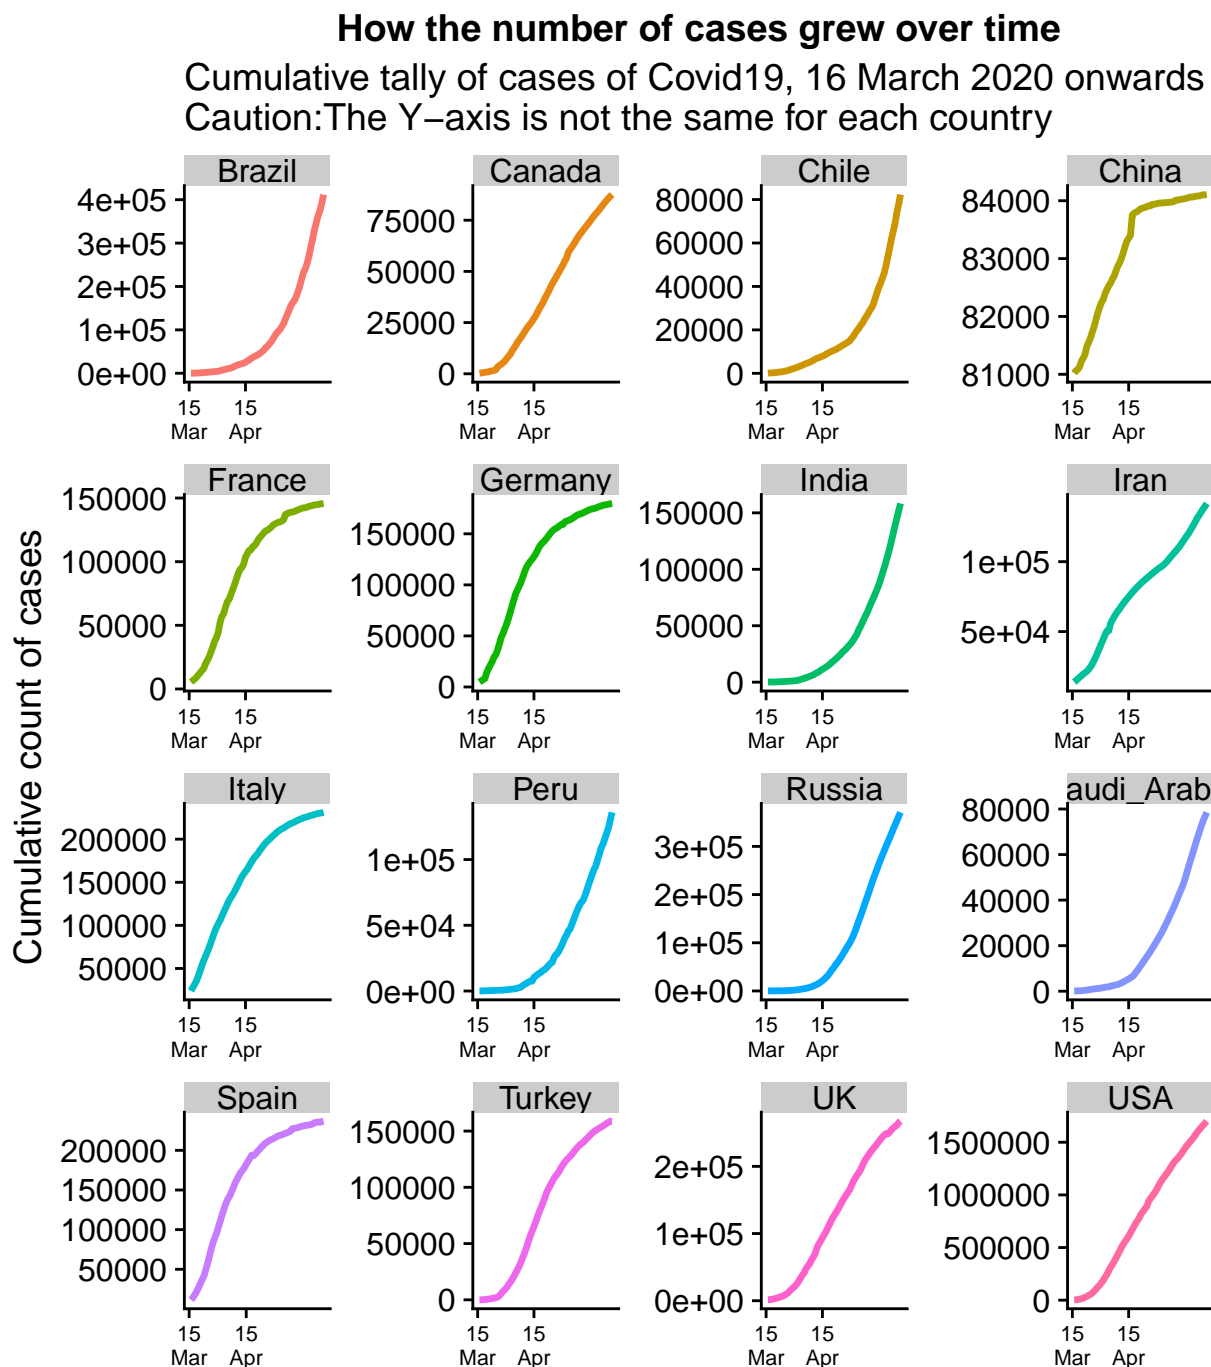 How the number of cases grew over time
Cumulative tally of cases of Covid19, 16 March 2020 onwards
Caution:The Y−axis is not the same for each country
Cumulative count of cases
Brazil
4e+05
3e+05
2e+05
1e+05
0e+00
15 Mar
15 Apr
Canada
75000
50000
25000
0
15 Mar
15 Apr
Chile
80000
60000
40000
20000
0
15 Mar
15 Apr
China
84000
83000
82000
81000
15 Mar
15 Apr
France
150000
100000
50000
0
15 Mar
15 Apr
Germany
150000
100000
50000
0
15 Mar
15 Apr
India
150000
100000
50000
0
15 Mar
15 Apr
Iran
1e+05
5e+04
15 Mar
15 Apr
Italy
200000
150000
100000
50000
15 Mar
15 Apr
Peru
1e+05
5e+04
0e+00
15 Mar
15 Apr
Russia
3e+05
2e+05
1e+05
0e+00
15 Mar
15 Apr
audi_Arab
80000
60000
40000
20000
0
15 Mar
15 Apr
Spain
200000
150000
100000
50000
15 Mar
15 Apr
Turkey
150000
100000
50000
0
15 Mar
15 Apr
UK
2e+05
1e+05
0e+00
15 Mar
15 Apr
USA
1500000
1000000
500000
0
15 Mar
15 Apr